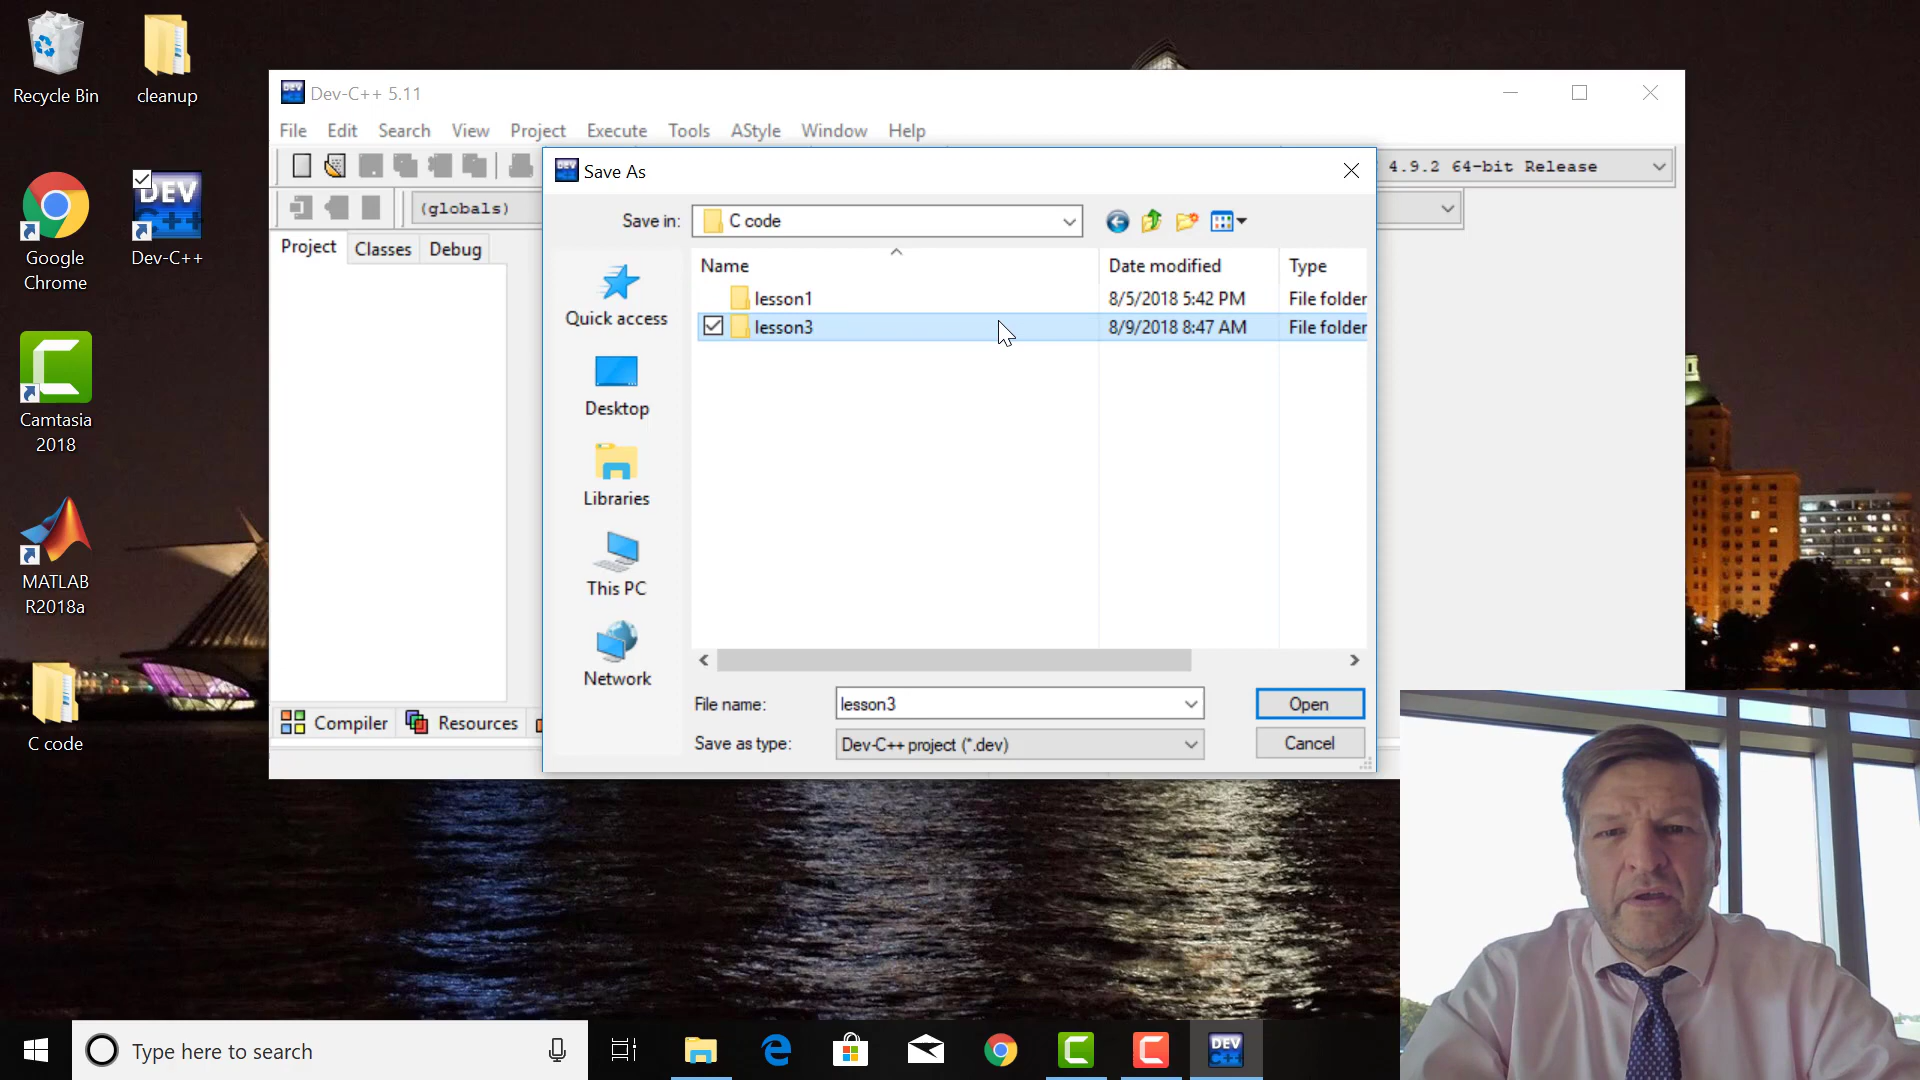 Recycle Bin
cleanup
Google
Chrome
DEV
C++
Dev-C++
Camtasia
2018
MATLAB
R2018a
C code
Dev-C++ 5.11
File Edit Search View Project Execute Tools AStyle Window Help
4.9.2 64-bit Release
(globals)
Project Classes Debug
Compiler Resources
Save As
Save in: C code
Quick access
Desktop
Libraries
This PC
Network
Name Date modified Type
lesson1 8/5/2018 5:42 PM File folder
lesson3 8/9/2018 8:47 AM File folder
File name: lesson3 Open
Save as type: Dev-C++ project (*.dev) Cancel
Type here to search
DEV
C++